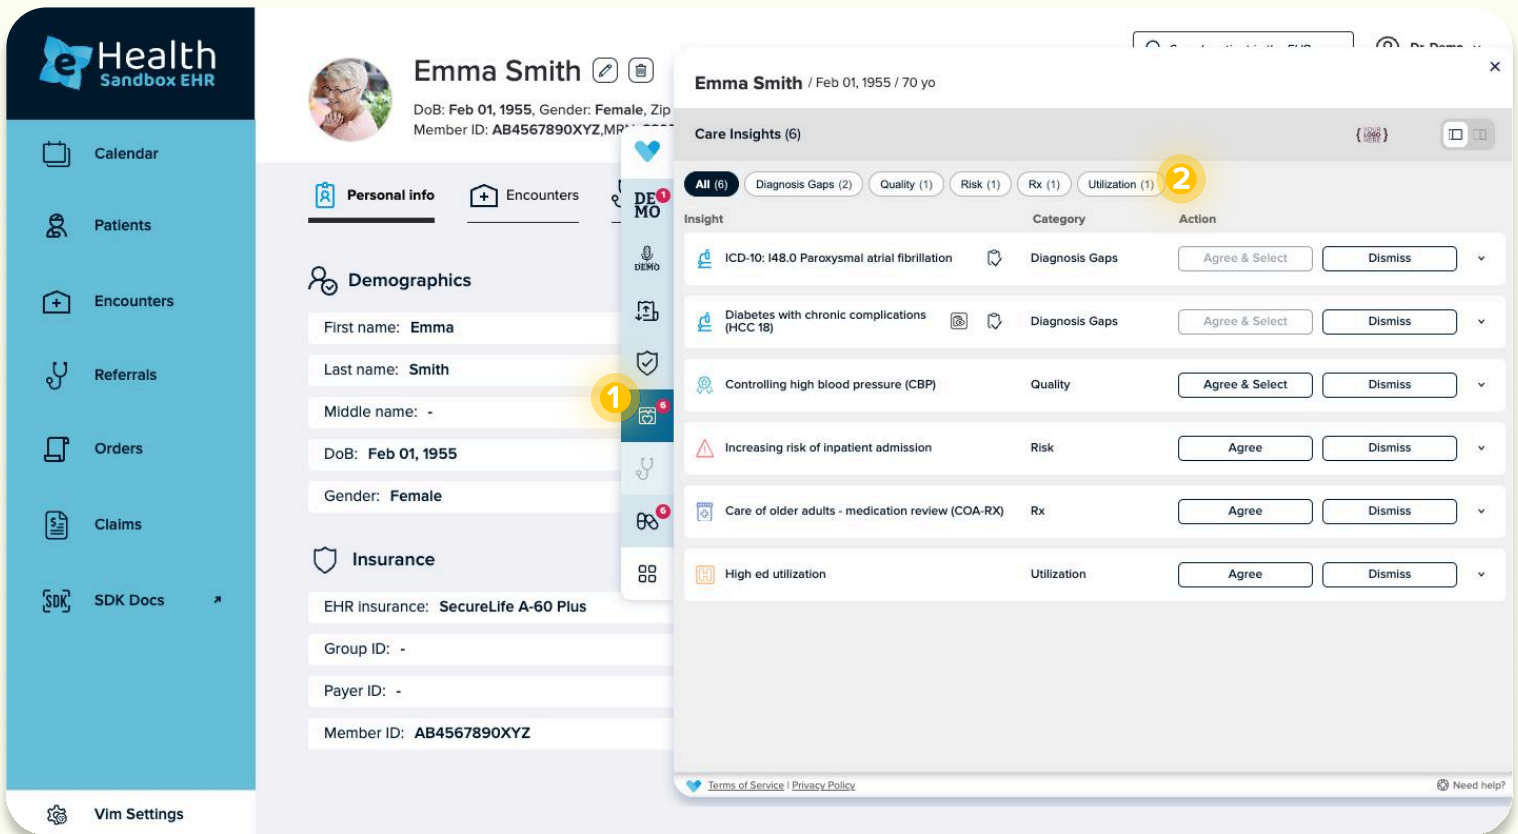 eHealth
Sandbox EHR
Calendar
Patients
Encounters
Referrals
Orders
Claims
SDK
SDK Docs
Vim Settings
Emma Smith
DoB: Feb 01, 1955, Gender: Female, Zip
Member ID: AB4567890XYZ,
Personal info
Encounters
Demographics
First name: Emma
Last name: Smith
Middle name: -
DoB: Feb 01, 1955
Gender: Female
Insurance
EHR insurance: SecureLife A-60 Plus
Group ID: -
Payer ID: -
Member ID: AB4567890XYZ
DE
MO
1
DEMO
1
6
6
Emma Smith / Feb 01, 1955 / 70 yo
Care Insights (6)
All (6) Diagnosis Gaps (2) Quality (1) Risk (1) Rx (1) Utilization (1) 2
Insight Category Action
ICD-10: I48.0 Paroxysmal atrial fibrillation Diagnosis Gaps Agree & Select Dismiss
Diabetes with chronic complications
(HCC 18) Diagnosis Gaps Agree & Select Dismiss
Controlling high blood pressure (CBP) Quality Agree & Select Dismiss
Increasing risk of inpatient admission Risk Agree Dismiss
Care of older adults - medication review (COA-RX) Rx Agree Dismiss
High ed utilization Utilization Agree Dismiss
Terms of Service | Privacy Policy
Need help?